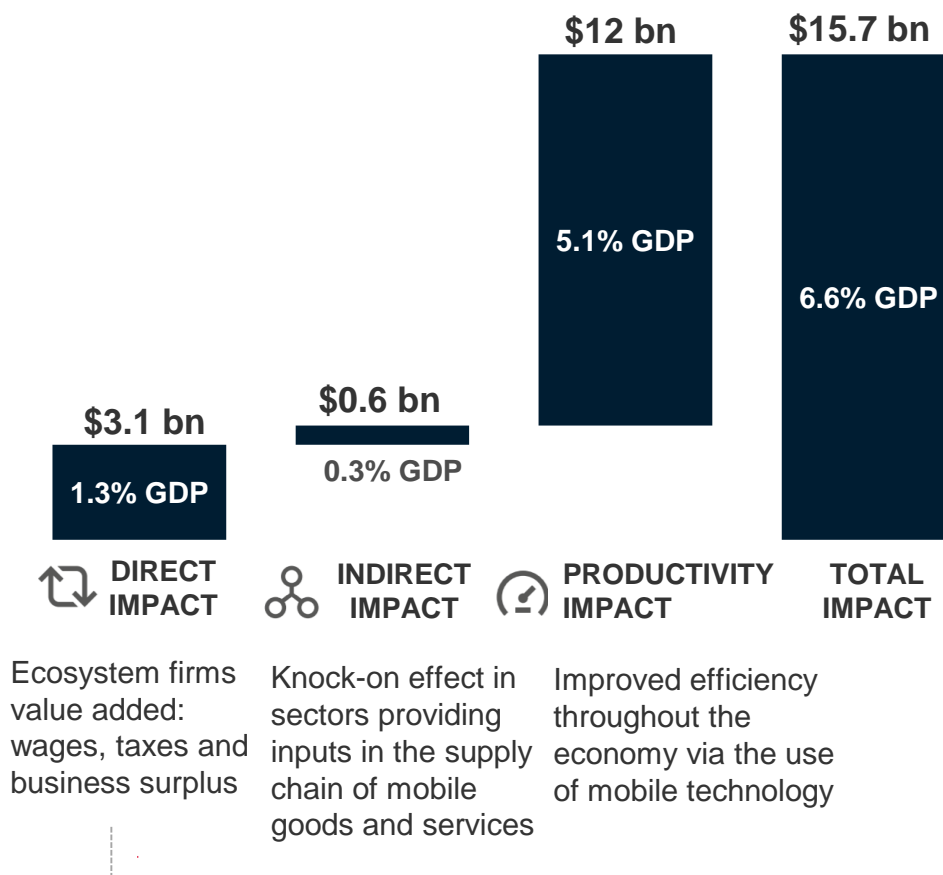 $12 bn
$15.7 bn
5.1% GDP
6.6% GDP
$0.6 bn
$3.1 bn
0.3% GDP
1.3% GDP
DIRECT
IMPACT
INDIRECT
IMPACT
PRODUCTIVITY
IMPACT
TOTAL
IMPACT
Ecosystem firms
value added:
wages, taxes and
business surplus
Knock-on effect in
sectors providing
inputs in the supply
chain of mobile
goods and services
Improved efficiency
throughout the
economy via the use
of mobile technology